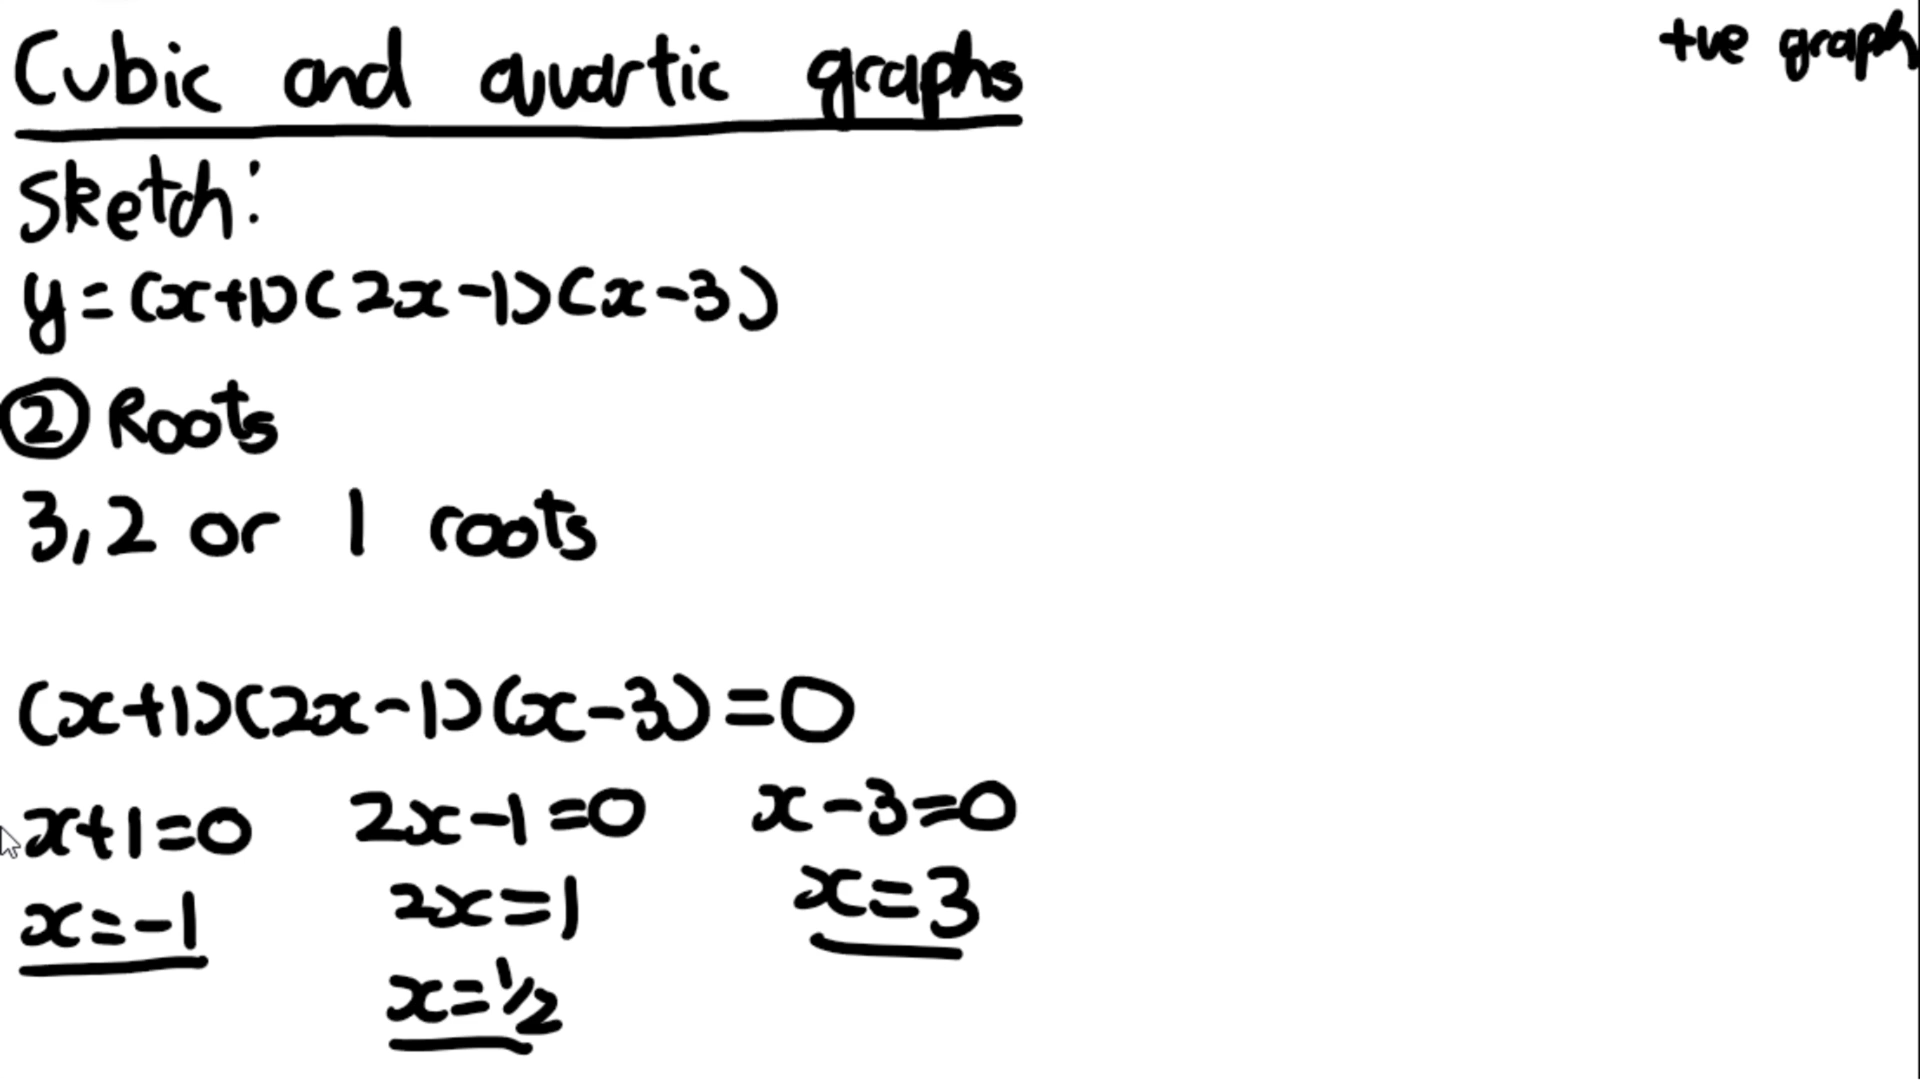 Cubic and quartic graphs
+ve graph
Sketch:
y = (x+1)(2x-1)(x-3)
② Roots
3, 2 or 1 roots
(x+1)(2x-1)(x-3)=0
x+1=0 2x-1=0 x-3=0
x=-1 2x=1 x=3
x=1/2